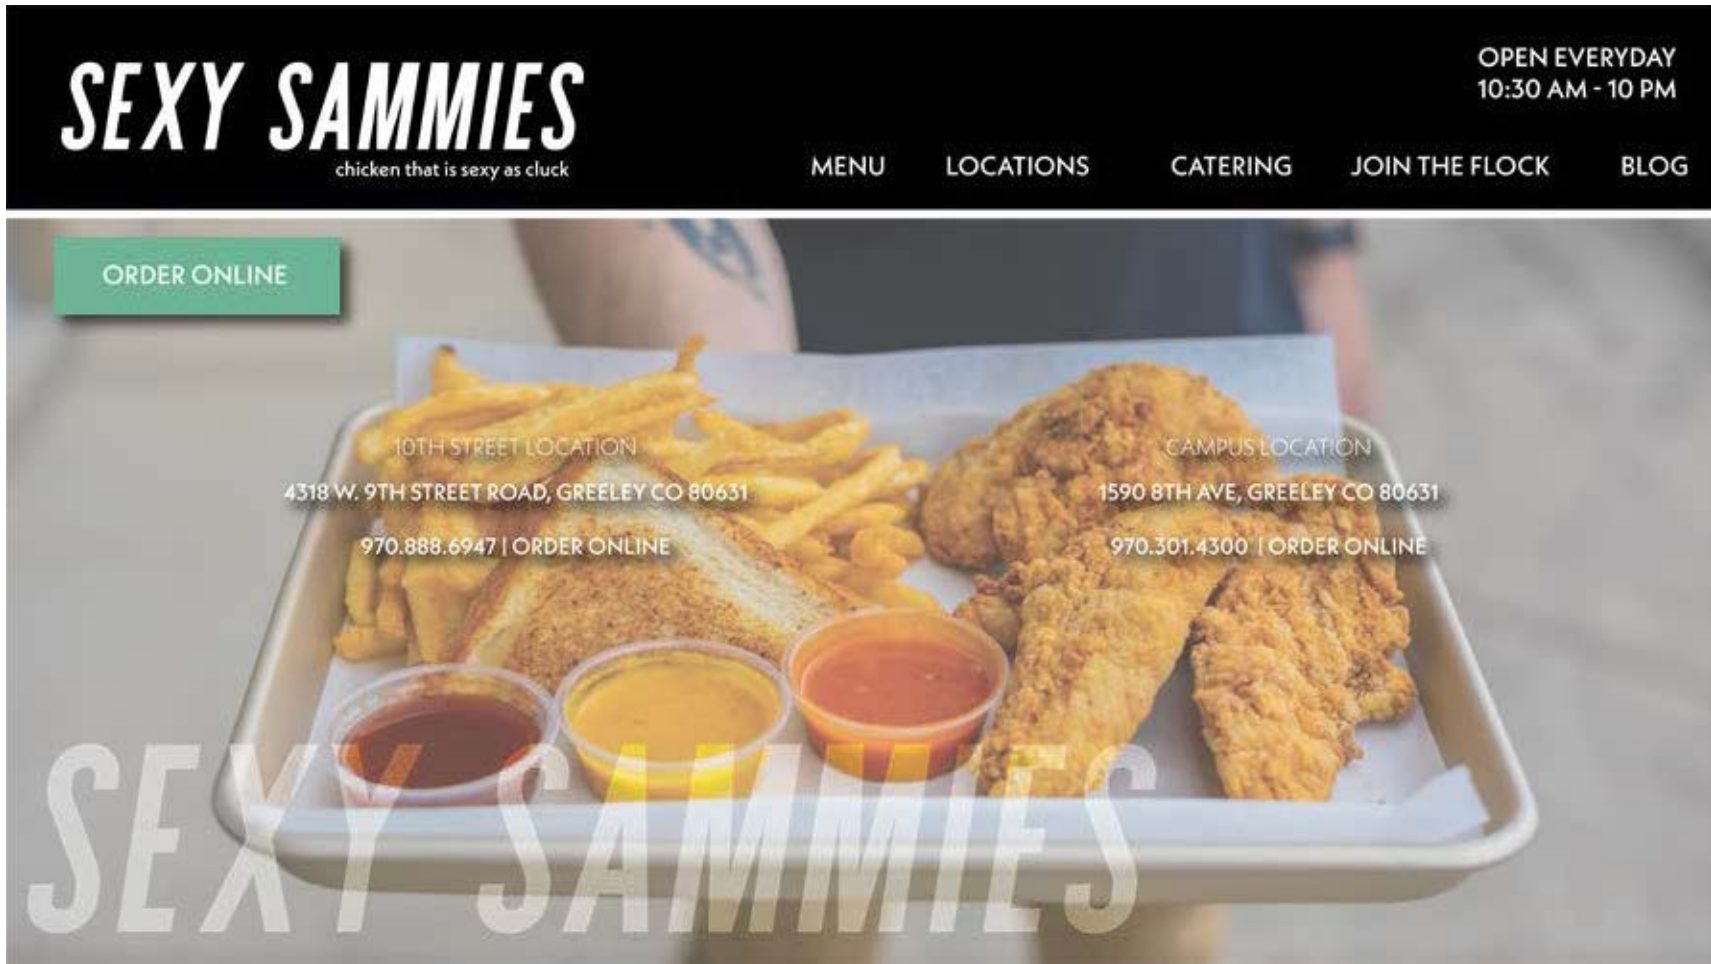 SEXY SAMMIES
chicken that is sexy as cluck
OPEN EVERYDAY
10:30 AM - 10 PM
MENU LOCATIONS CATERING JOIN THE FLOCK BLOG
ORDER ONLINE
10TH STREET LOCATION
4318 W. 9TH STREET ROAD, GREELEY CO 80631
970.888.6947 | ORDER ONLINE
CAMPUS LOCATION
1590 8TH AVE, GREELEY CO 80631
970.301.4300 | ORDER ONLINE
SEXY SAMMIES